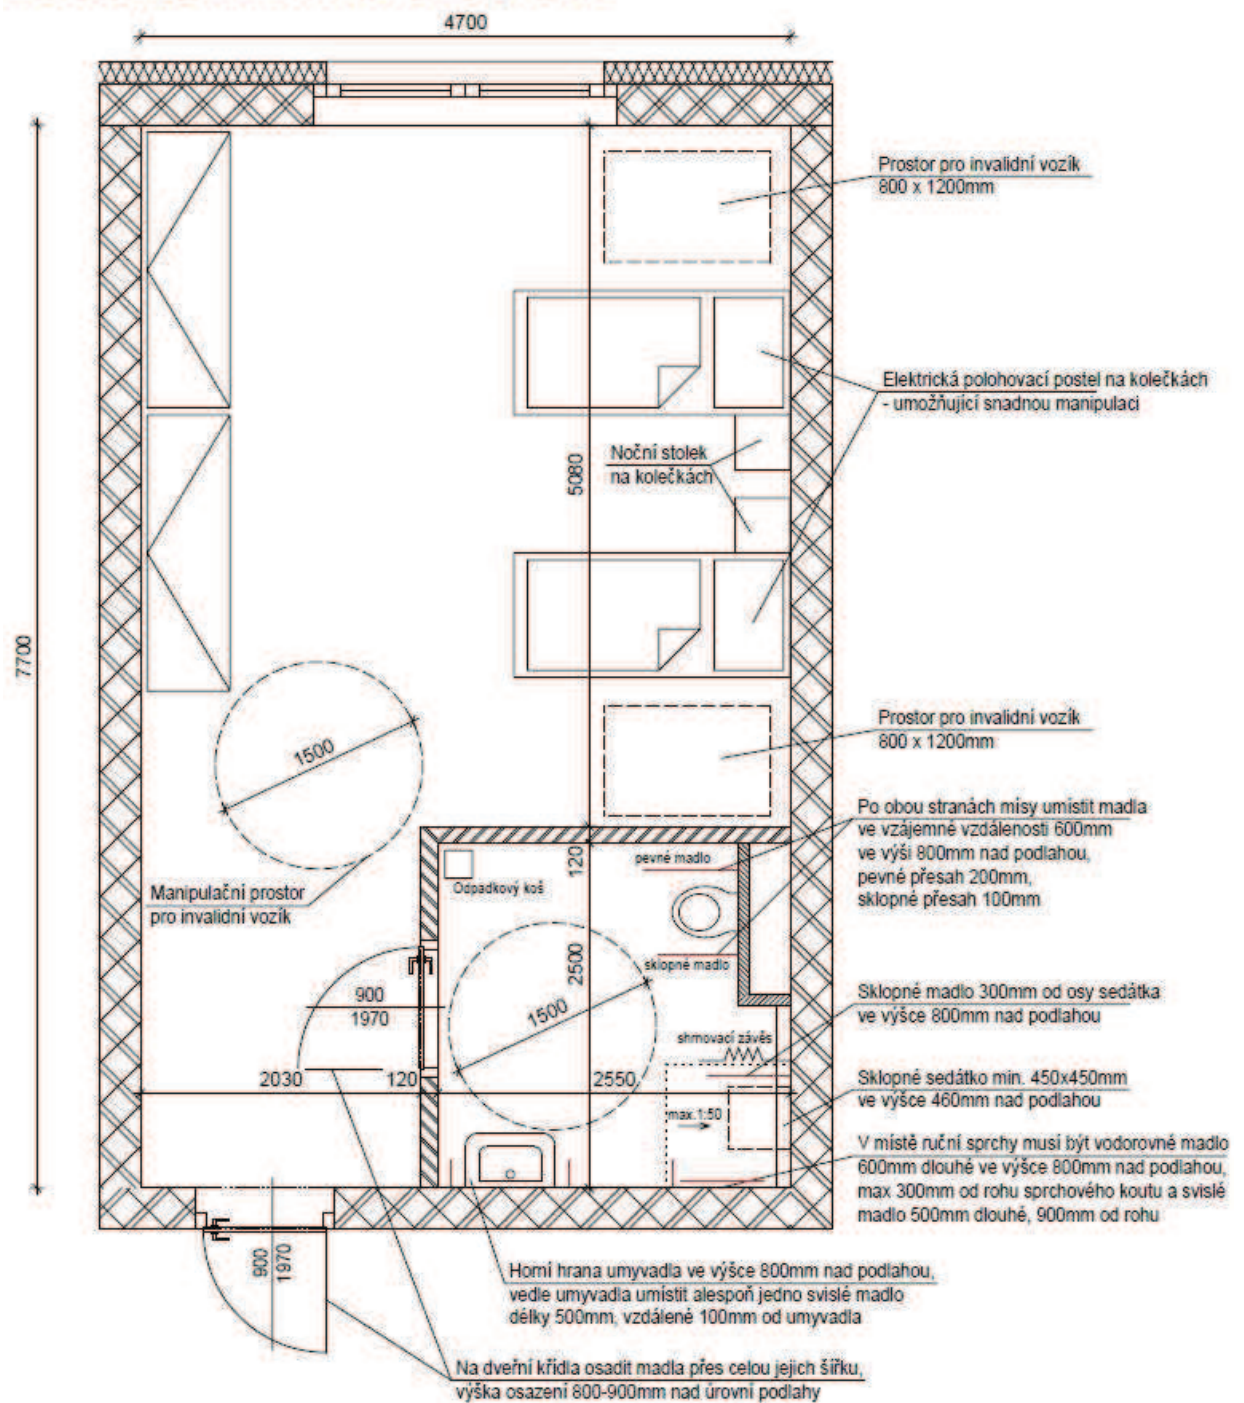 4700
Prostor pro invalidní vozík
800 x 1200mm
Elektrická polohovací postel na kolečkách
- umožňující snadnou manipulaci
Noční stolek
na kolečkách
5080
7700
1500
Prostor pro invalidní vozík
800 x 1200mm
Po obou stranách mísy umístit madla
ve vzájemné vzdálenosti 600mm
ve výši 800mm nad podlahou,
pevné přesah 200mm,
sklopné přesah 100mm
120
pevné madlo
Odpadkový koš
Manipulační prostor
pro invalidní vozík
sklopné madlo
2500
900
1970
1500
Sklopné madlo 300mm od osy sedátka
ve výšce 800mm nad podlahou
shrnovací závěs
2030
120
2550
Sklopné sedátko min. 450x450mm
ve výšce 460mm nad podlahou
max.1:50
V místě ruční sprchy musí být vodorovné madlo
600mm dlouhé ve výšce 800mm nad podlahou,
max 300mm od rohu sprchového koutu a svislé
madlo 500mm dlouhé, 900mm od rohu
900
1970
Horní hrana umyvadla ve výšce 800mm nad podlahou,
vedle umyvadla umístit alespoň jedno svislé madlo
délky 500mm, vzdálené 100mm od umyvadla
Na dveřní křídla osadit madla přes celou jejich šířku,
výška osazení 800-900mm nad úrovní podlahy